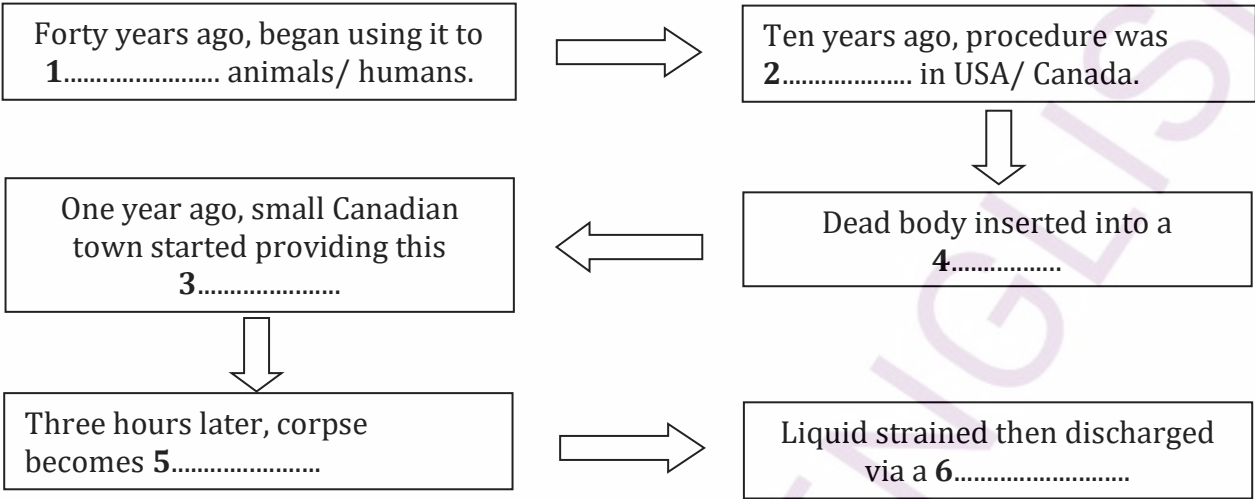 Forty years ago, began using it to
1........................ animals/ humans.
Ten years ago, procedure was
2.................... in USA/ Canada.
One year ago, small Canadian
town started providing this
3......................
Dead body inserted into a
4.................
Three hours later, corpse
becomes 5.......................
Liquid strained then discharged
via a 6...........................
ENGLIS